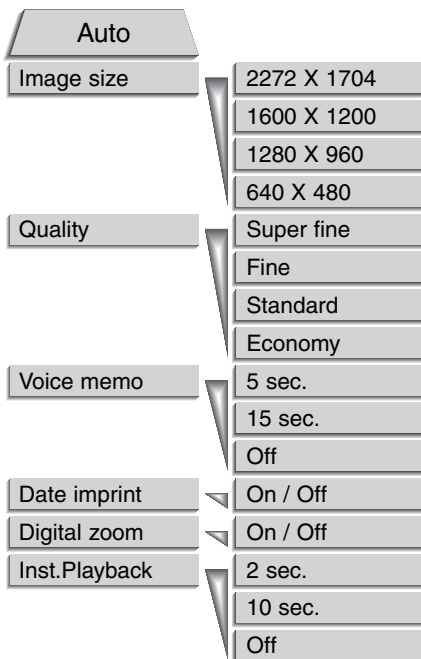 Auto
Image size
2272 X 1704
1600 X 1200
1280 X 960
640 X 480
Quality
Super fine
Fine
Standard
Economy
Voice memo
5 sec.
15 sec.
Off
Date imprint
On / Off
Digital zoom
On / Off
Inst.Playback
2 sec.
10 sec.
Off